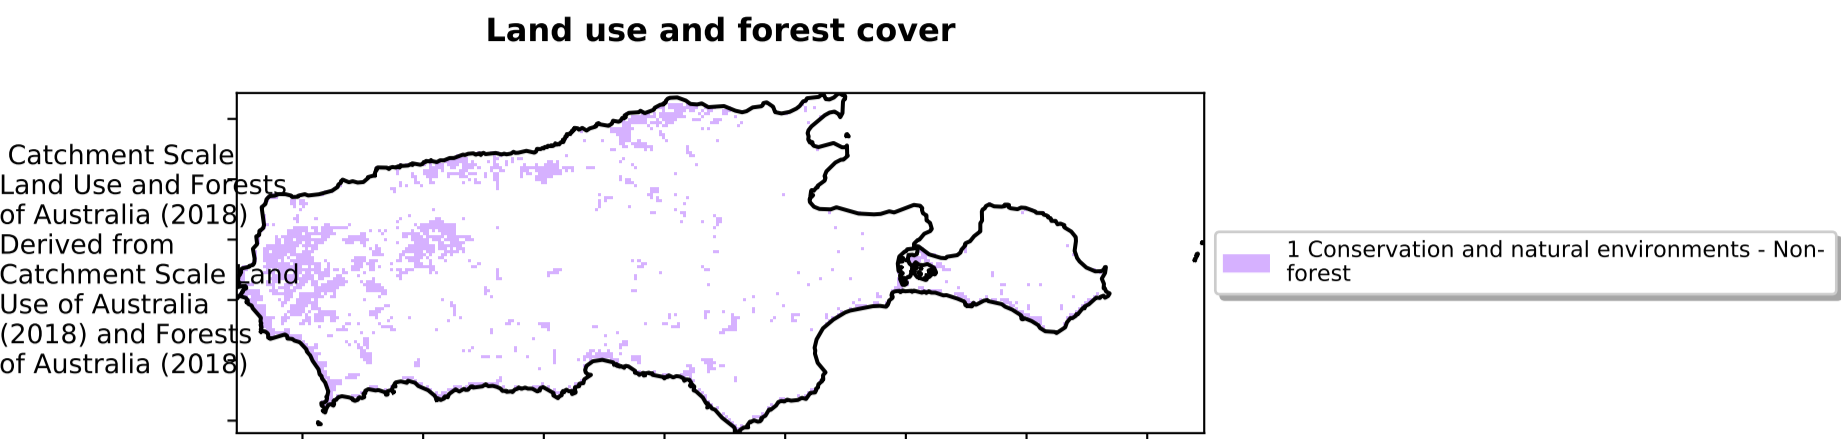 Land use and forest cover
Catchment Scale
Land Use and Forests
of Australia (2018)
Derived from
Catchment Scale Land
Use of Australia
(2018) and Forests
of Australia (2018)
1 Conservation and natural environments - Non-
forest